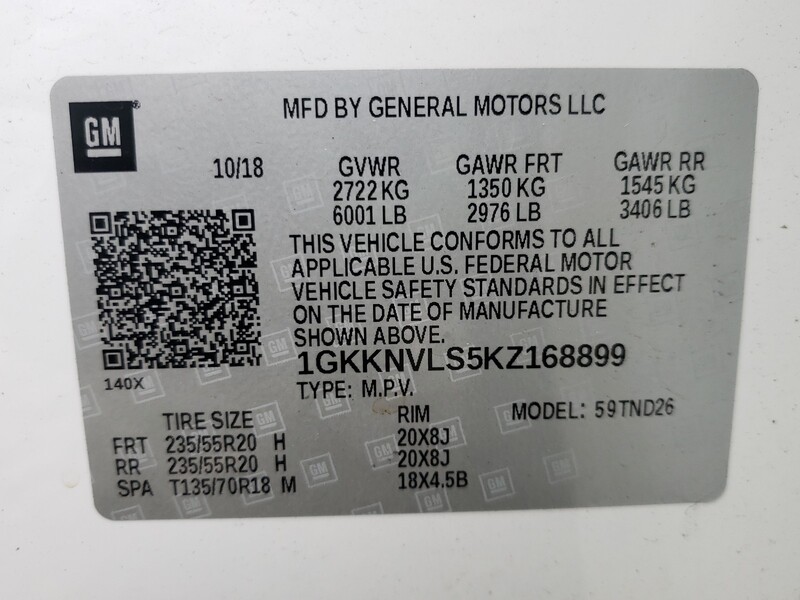 GM
MFD BY GENERAL MOTORS LLC
10/18 GVWR GAWR FRT GAWR RR
2722 KG 1350 KG 1545 KG
6001 LB 2976 LB 3406 LB
THIS VEHICLE CONFORMS TO ALL
APPLICABLE U.S. FEDERAL MOTOR
VEHICLE SAFETY STANDARDS IN EFFECT
ON THE DATE OF MANUFACTURE
SHOWN ABOVE.
1GKKNVLS5KZ168899
140X
TYPE: M.P.V.
TIRE SIZE RIM MODEL: 59TND26
FRT 235/55R20 H 20X8J
RR 235/55R20 H 20X8J
SPA T135/70R18 M 18X4.5B